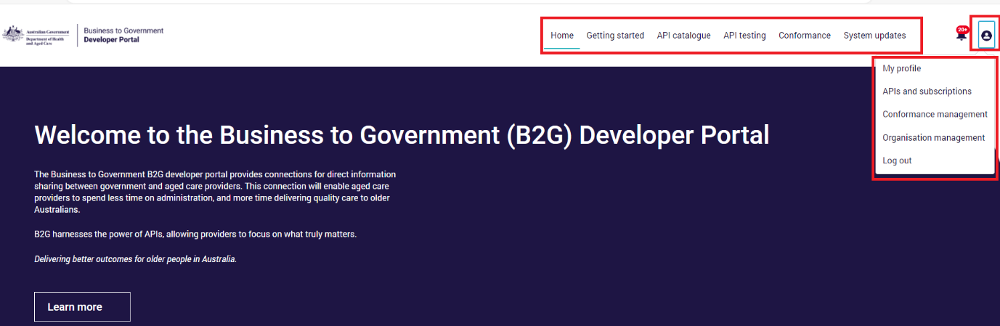 Australian Government
Department of Health
and Aged Care
Business to Government
Developer Portal
Home Getting started API catalogue API testing Conformance System updates
20+
My profile
APIs and subscriptions
Conformance management
Organisation management
Log out
Welcome to the Business to Government (B2G) Developer Portal
The Business to Government B2G developer portal provides connections for direct information
sharing between government and aged care providers. This connection will enable aged care
providers to spend less time on administration, and more time delivering quality care to older
Australians.
B2G harnesses the power of APIs, allowing providers to focus on what truly matters.
Delivering better outcomes for older people in Australia.
Learn more